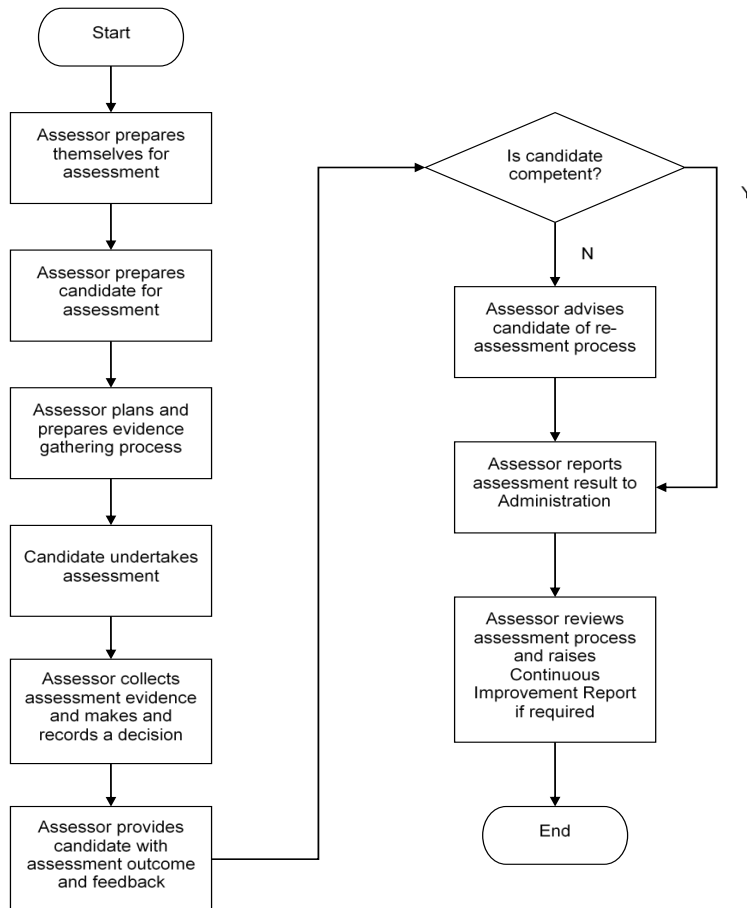 Start
Assessor prepares
themselves for
assessment
Assessor prepares
candidate for
assessment
Assessor plans and
prepares evidence
gathering process
Candidate undertakes
assessment
Assessor collects
assessment evidence
and makes and
records a decision
Assessor provides
candidate with
assessment outcome
and feedback
Is candidate
competent?
Y
N
Assessor advises
candidate of re-
assessment process
Assessor reports
assessment result to
Administration
Assessor reviews
assessment process
and raises
Continuous
Improvement Report
if required
End